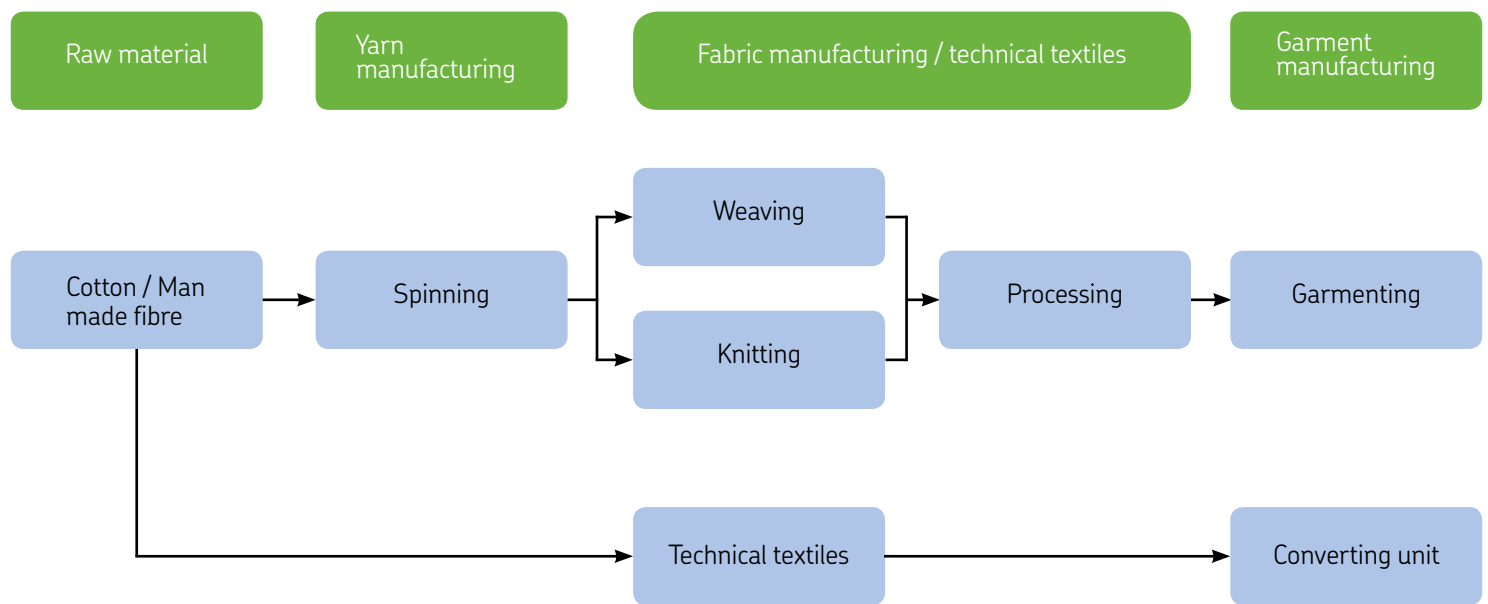 Raw material
Yarn
manufacturing
Fabric manufacturing / technical textiles
Garment
manufacturing
Weaving
Cotton / Man
made fibre
Spinning
Processing
Garmenting
Knitting
Technical textiles
Converting unit